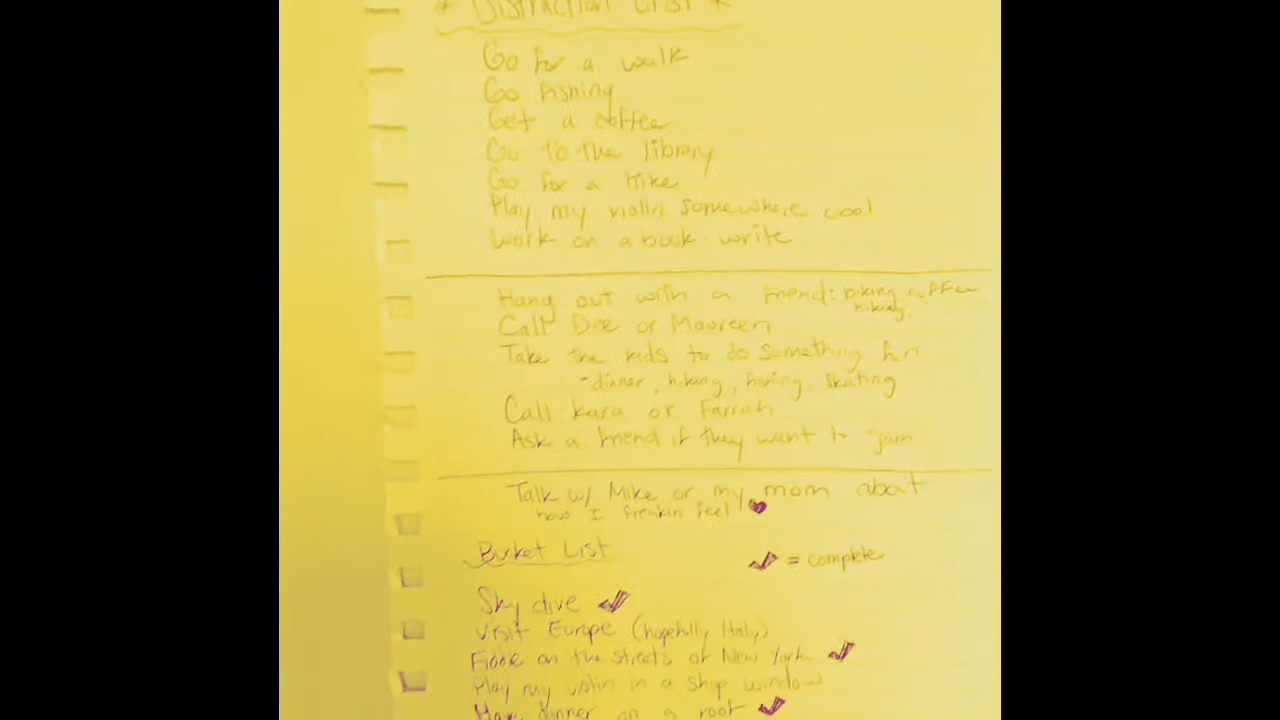 * Distraction List *
Go for a walk
Go fishing
Get a coffee
Go to the library
Go for a hike
Play my violin somewhere cool
Work on a book - write
Hang out with a friend: biking, coffee
hiking,
Call Dee or Maureen
Take the kids to do something fun
- dinner, hiking, fishing, skating
Call Kara or Farrah
Ask a friend if they want to jam
Talk w/ Mike or my mom about
how I freakin feel
Bucket List
✓ = complete
Sky dive ✓
Visit Europe (hopefully Italy)
Fiddle on the streets of New York ✓
Play my violin in a shop window
Have dinner on a roof ✓